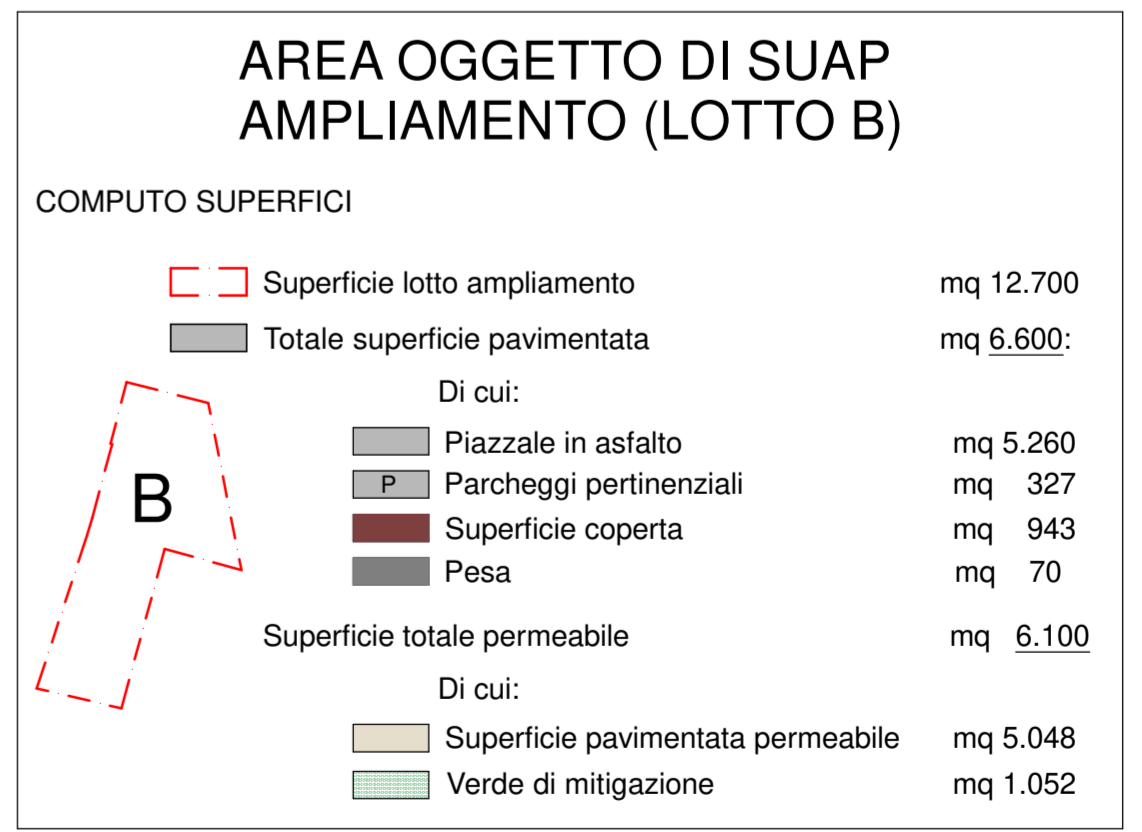 AREA OGGETTO DI SUAP
AMPLIAMENTO (LOTTO B)
COMPUTO SUPERFICI
Superficie lotto ampliamento mq 12.700
Totale superficie pavimentata mq 6.600:
Di cui:
Piazzale in asfalto mq 5.260
P Parcheggi pertinenziali mq 327
B
Superficie coperta mq 943
Pesa mq 70
Superficie totale permeabile mq 6.100
Di cui:
Superficie pavimentata permeabile mq 5.048
Verde di mitigazione mq 1.052